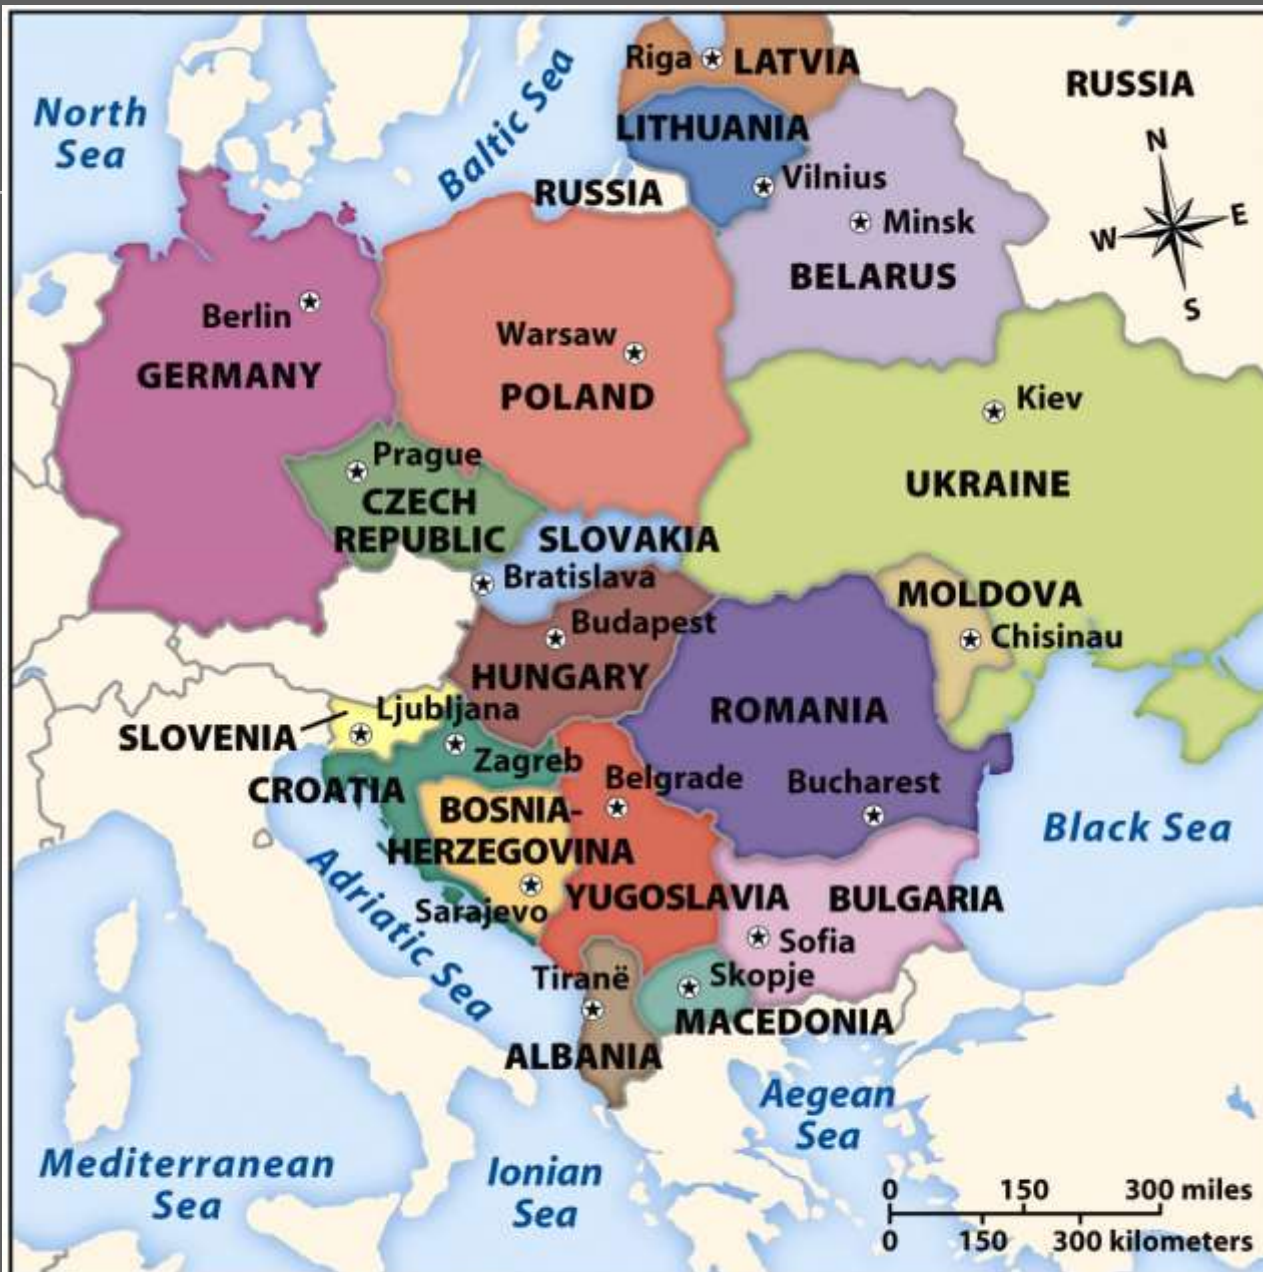 Riga
LATVIA
RUSSIA
North
Sea
Baltic Sea
LITHUANIA
N
Vilnius
RUSSIA
Minsk
W
E
BELARUS
S
Berlin
Warsaw
GERMANY
POLAND
Kiev
Prague
UKRAINE
CZECH
REPUBLIC
SLOVAKIA
Bratislava
MOLDOVA
Budapest
Chisinau
HUNGARY
Ljubljana
ROMANIA
SLOVENIA
Zagreb
Belgrade
Bucharest
CROATIA
BOSNIA-
HERZEGOVINA
Black Sea
Adriatic Sea
Sarajevo
YUGOSLAVIA
BULGARIA
Sofia
Tiranë
Skopje
MACEDONIA
ALBANIA
Aegean
Sea
Mediterranean
Sea
Ionian
Sea
0 150 300 miles
0 150 300 kilometers